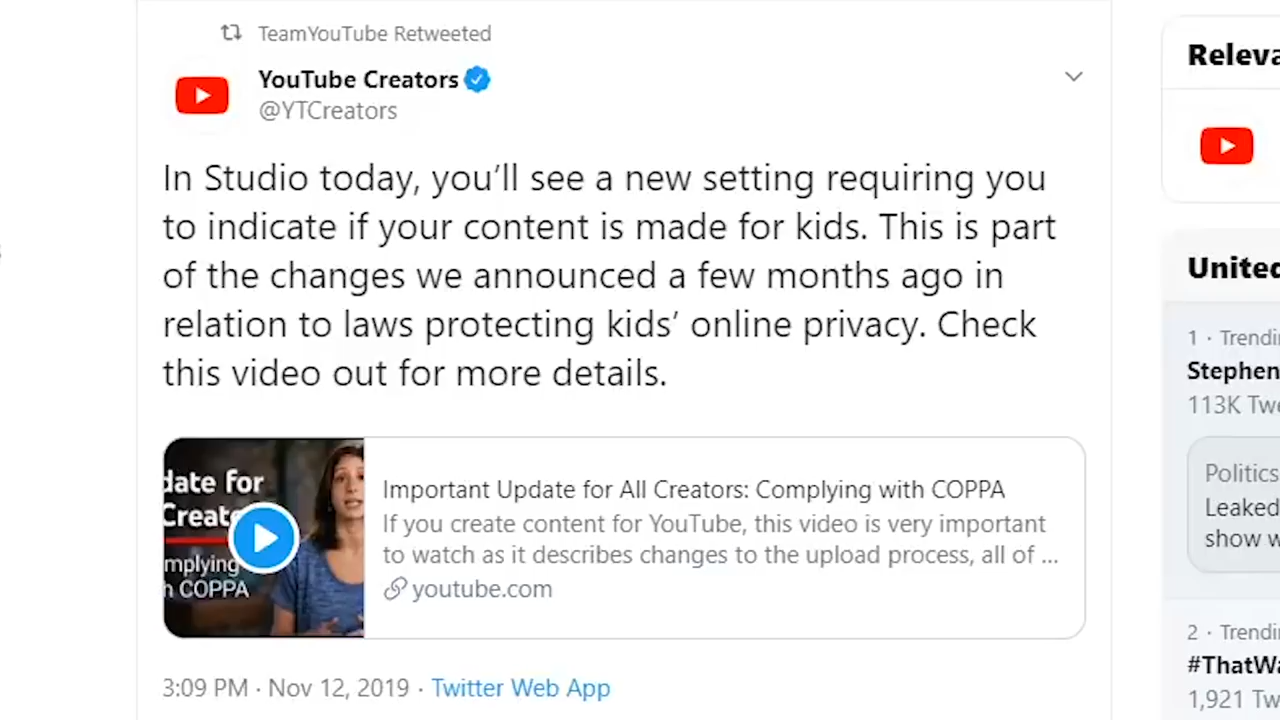 TeamYouTube Retweeted
YouTube Creators
@YTCreators
In Studio today, you’ll see a new setting requiring you
to indicate if your content is made for kids. This is part
of the changes we announced a few months ago in
relation to laws protecting kids’ online privacy. Check
this video out for more details.
date for
Creato
mplying
h COPPA
Important Update for All Creators: Complying with COPPA
If you create content for YouTube, this video is very important
to watch as it describes changes to the upload process, all of ...
youtube.com
3:09 PM · Nov 12, 2019 · Twitter Web App
Releva
United
1 · Trendi
Stephen
113K Twe
Politics
Leaked
show w
2 · Trendi
#ThatWa
1,921 Tw